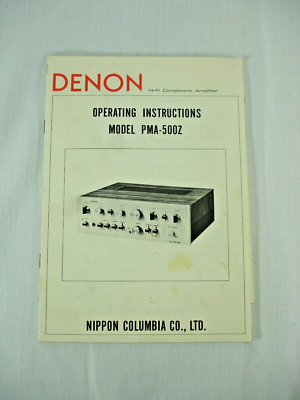 DENON Hi-Fi Component, Amplifier
OPERATING INSTRUCTIONS
MODEL PMA-500Z
NIPPON COLUMBIA CO., LTD.